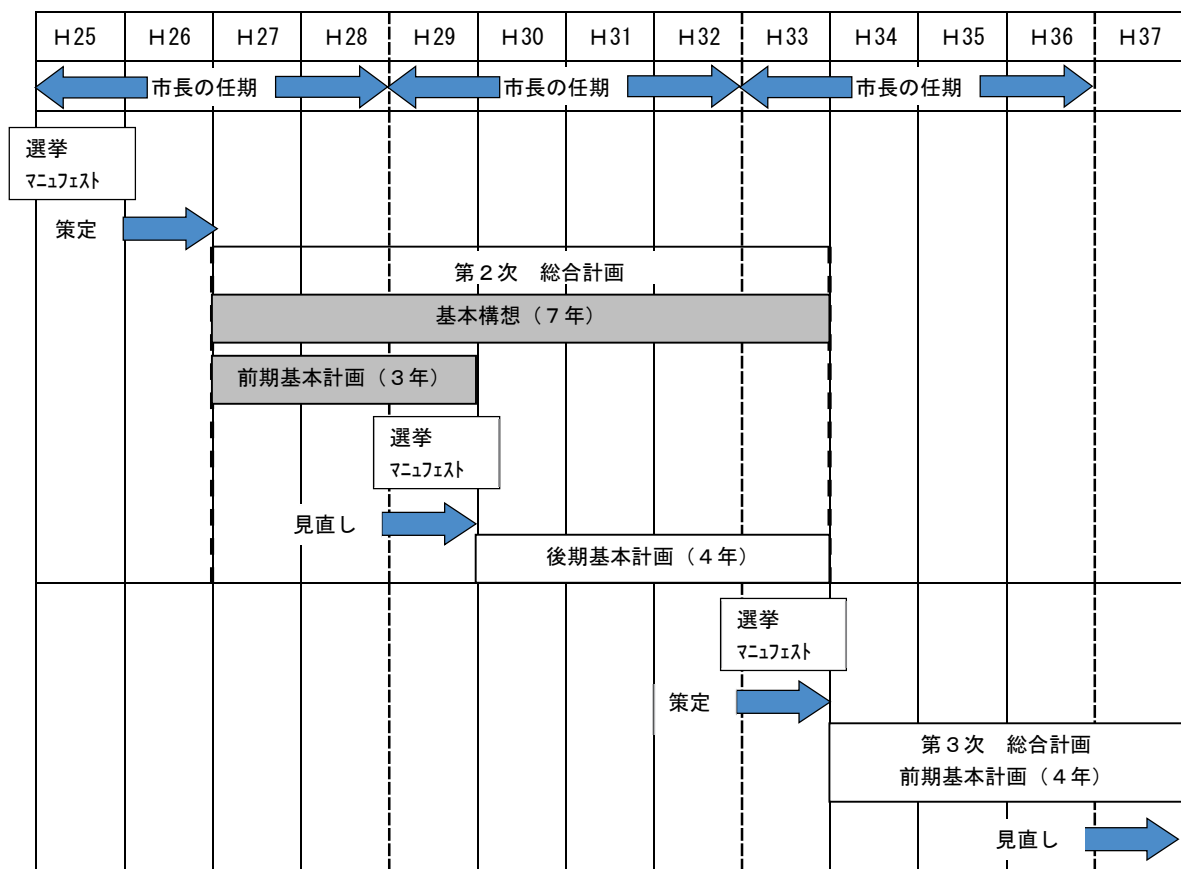 Ｈ25 Ｈ26 Ｈ27 Ｈ28 Ｈ29 Ｈ30 Ｈ31 Ｈ32 Ｈ33 Ｈ34 Ｈ35 Ｈ36 Ｈ37
市長の任期 市長の任期 市長の任期
選挙
ﾏﾆｭﾌｪｽﾄ
策定
第２次　総合計画
基本構想（７年）
前期基本計画（３年）
選挙
ﾏﾆｭﾌｪｽﾄ
見直し
後期基本計画（４年）
選挙
ﾏﾆｭﾌｪｽﾄ
策定
第３次　総合計画
前期基本計画（４年）
見直し